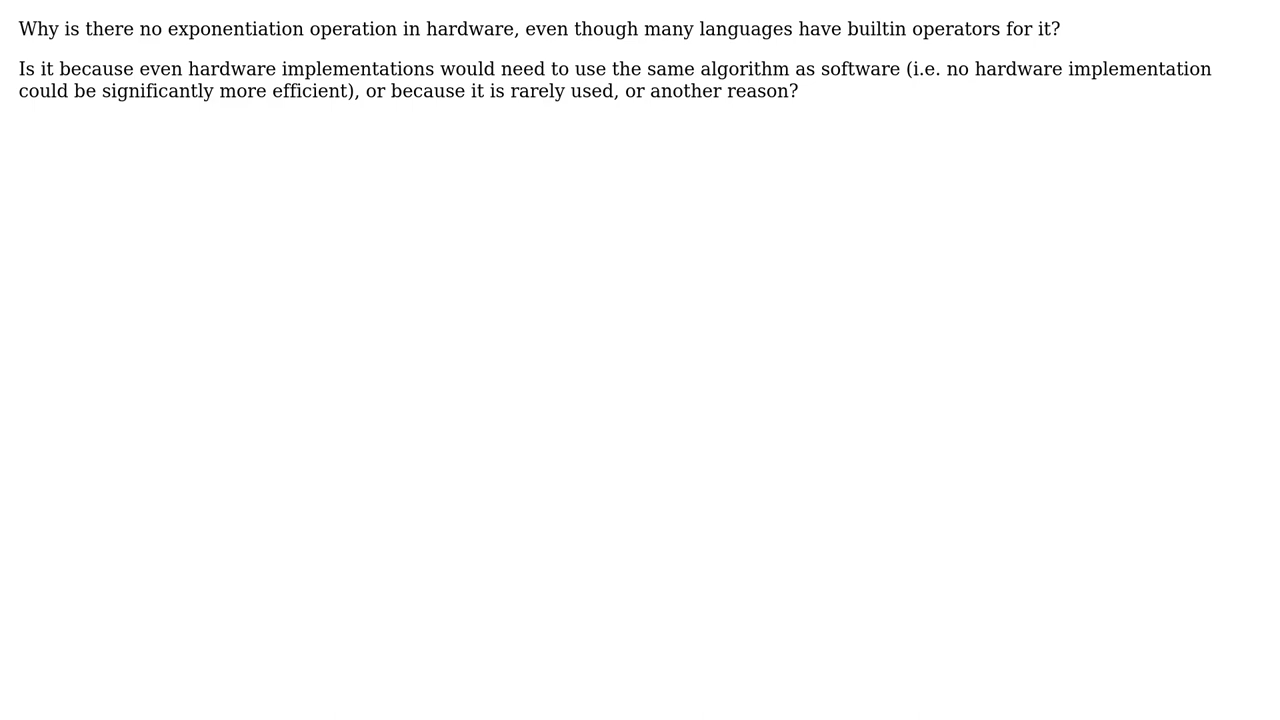 Why is there no exponentiation operation in hardware, even though many languages have builtin operators for it?
Is it because even hardware implementations would need to use the same algorithm as software (i.e. no hardware implementation
could be significantly more efficient), or because it is rarely used, or another reason?